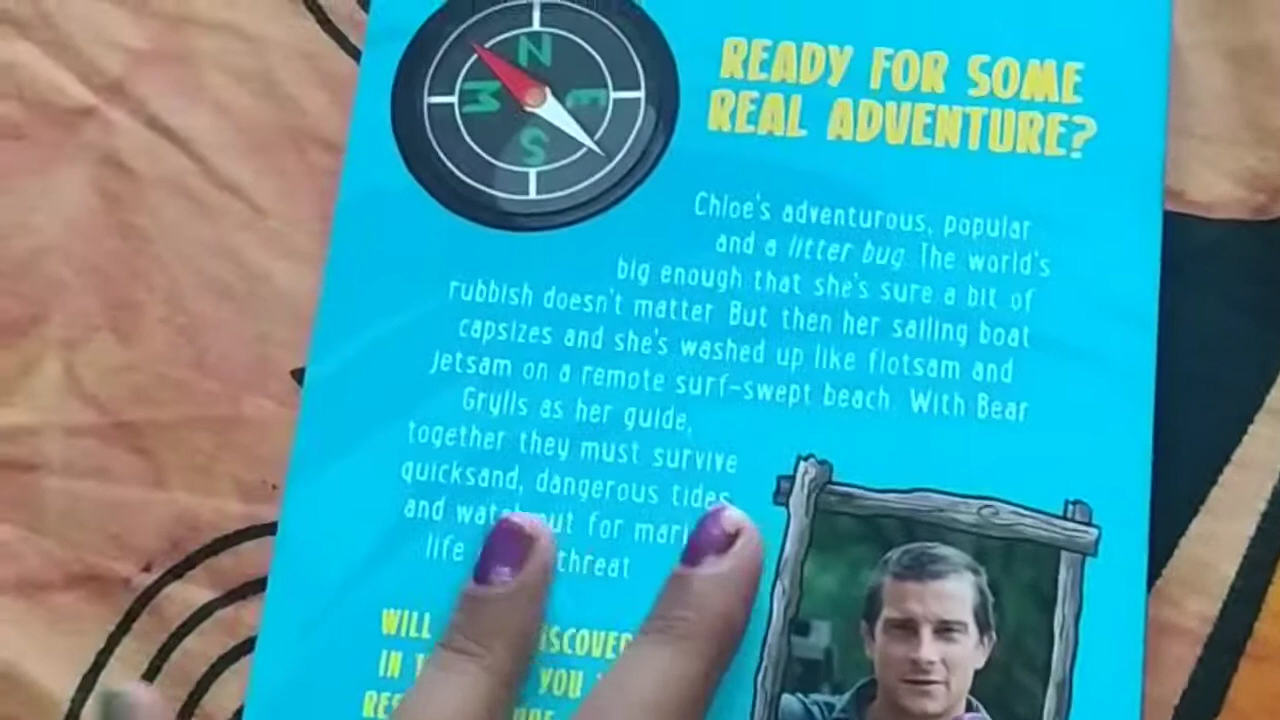 N
W E
S
READY FOR SOME
REAL ADVENTURE?
Chloe's adventurous, popular
and a litter bug. The world's
big enough that she's sure a bit of
rubbish doesn't matter. But then her sailing boat
capsizes and she's washed up like flotsam and
jetsam on a remote surf-swept beach. With Bear
Grylls as her guide,
together they must survive
quicksand, dangerous tides
and out for
life threat
WILL
IN YOU